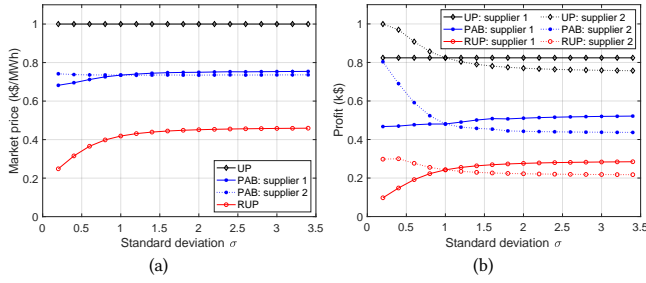 Market price (k$/MWh)
1
0.8
0.6
0.4
0.2
0
UP
PAB: supplier 1
PAB: supplier 2
RUP
0 0.5 1 1.5 2 2.5 3 3.5
Standard deviation σ
(a)
Profit (k$)
1
0.8
0.6
0.4
0.2
0
UP: supplier 1 UP: supplier 2
PAB: supplier 1 PAB: supplier 2
RUP: supplier 1 RUP: supplier 2
0 0.5 1 1.5 2 2.5 3 3.5
Standard deviation σ
(b)